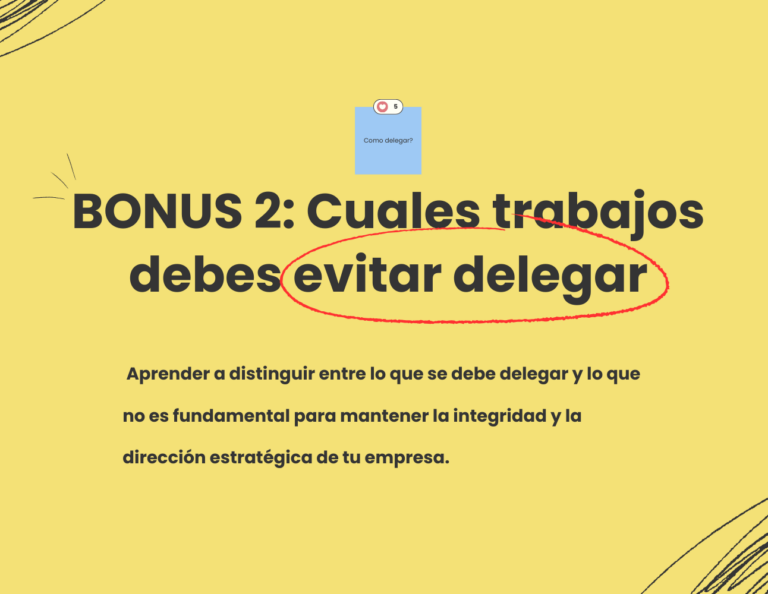 5
Como delegar?
BONUS 2: Cuales trabajos
debes evitar delegar
Aprender a distinguir entre lo que se debe delegar y lo que
no es fundamental para mantener la integridad y la
dirección estratégica de tu empresa.